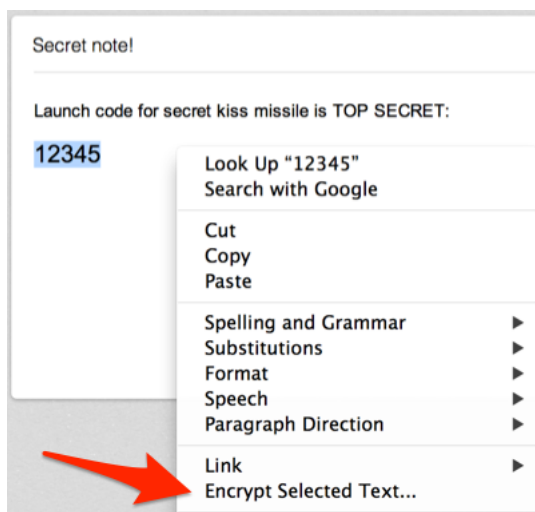 Secret note!
Launch code for secret kiss missile is TOP SECRET:
12345
Look Up “12345”
Search with Google
Cut
Copy
Paste
Spelling and Grammar
Substitutions
Format
Speech
Paragraph Direction
Link
Encrypt Selected Text...